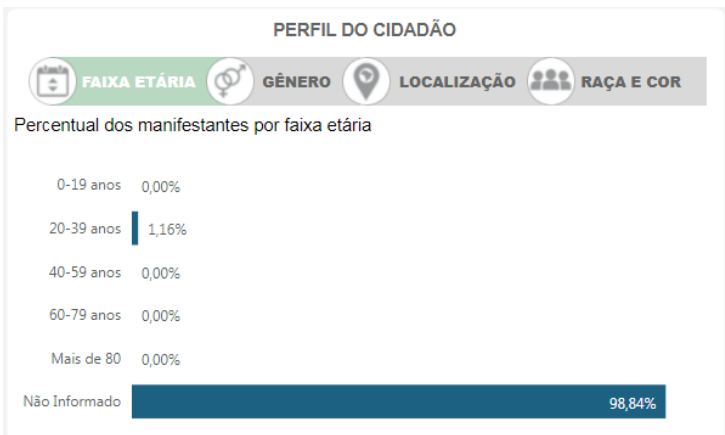 PERFIL DO CIDADÃO
FAIXA ETÁRIA GÊNERO LOCALIZAÇÃO RAÇA E COR
Percentual dos manifestantes por faixa etária
0-19 anos 0,00%
20-39 anos 1,16%
40-59 anos 0,00%
60-79 anos 0,00%
Mais de 80 0,00%
Não Informado 98,84%